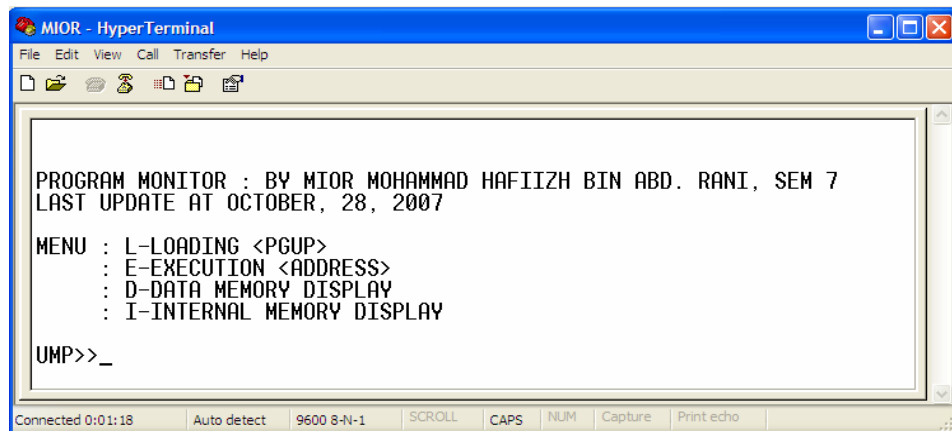 MIOR - HyperTerminal
File Edit View Call Transfer Help
PROGRAM MONITOR : BY MIOR MOHAMMAD HAFIIZH BIN ABD. RANI, SEM 7
LAST UPDATE AT OCTOBER, 28, 2007
MENU : L-LOADING <PGUP>
: E-EXECUTION <ADDRESS>
: D-DATA MEMORY DISPLAY
: I-INTERNAL MEMORY DISPLAY
UMP>>_
Connected 0:01:18 Auto detect 9600 8-N-1 SCROLL CAPS NUM Capture Print echo